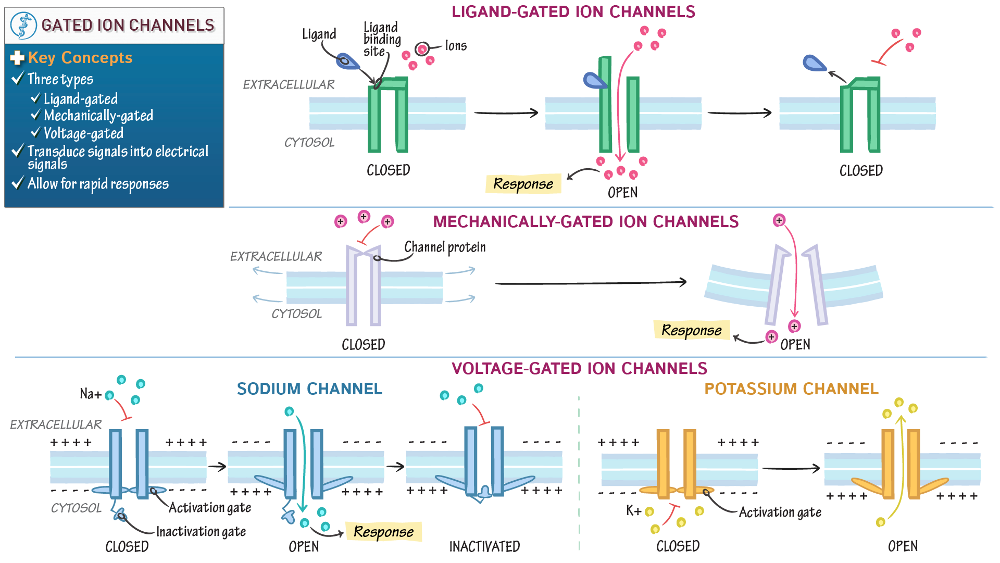 GATED ION CHANNELS
Key Concepts
Three types
Ligand-gated
Mechanically-gated
Voltage-gated
Transduce signals into electrical
signals
Allow for rapid responses
LIGAND-GATED ION CHANNELS
Ligand
Ligand
binding
site
Ions
EXTRACELLULAR
CYTOSOL
CLOSED
Response
OPEN
CLOSED
MECHANICALLY-GATED ION CHANNELS
+ + +
Channel protein
EXTRACELLULAR
CYTOSOL
CLOSED
+
+
+
Response
OPEN
VOLTAGE-GATED ION CHANNELS
SODIUM CHANNEL
Na+
EXTRACELLULAR
++++ ++++
---- ----
CYTOSOL
Activation gate
Inactivation gate
CLOSED
---- ----
++++ ++++
Response
OPEN
---- ----
++++ ++++
INACTIVATED
POTASSIUM CHANNEL
++++ ++++
---- ----
K+
Activation gate
CLOSED
---- ----
++++ ++++
OPEN